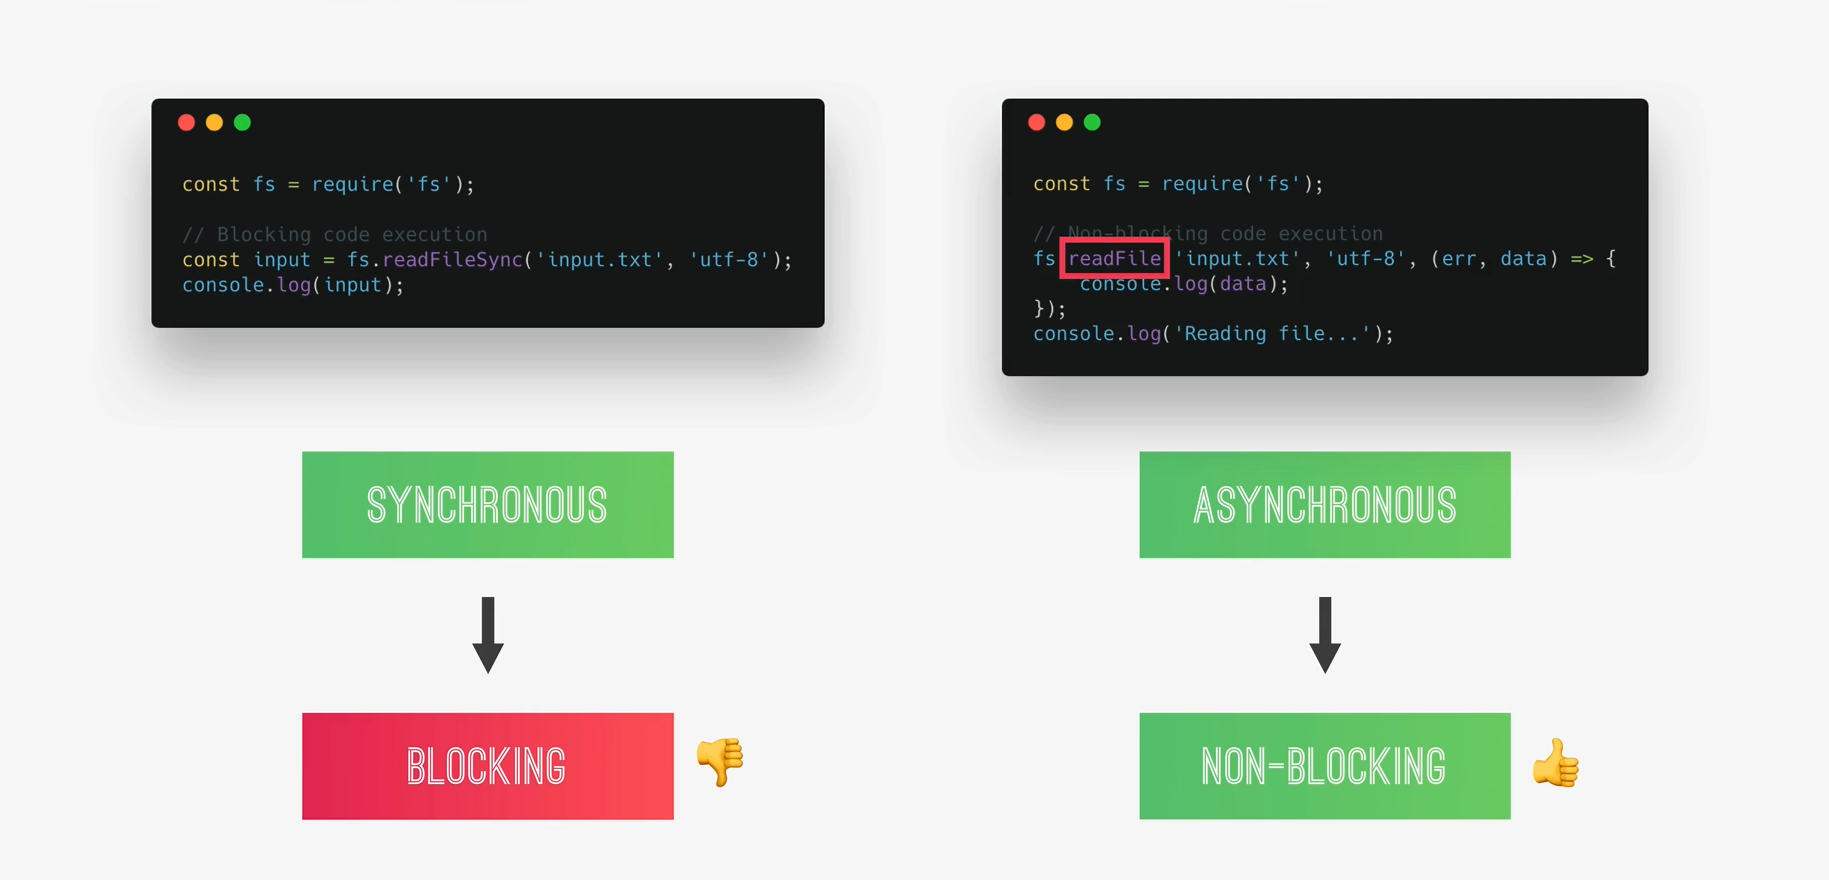 const fs = require('fs');
// Blocking code execution
const input = fs.readFileSync('input.txt', 'utf-8');
console.log(input);
SYNCHRONOUS
BLOCKING
const fs = require('fs');
// Non-blocking code execution
fs readFile 'input.txt', 'utf-8', (err, data) => {
console.log(data);
});
console.log('Reading file...');
ASYNCHRONOUS
NON-BLOCKING